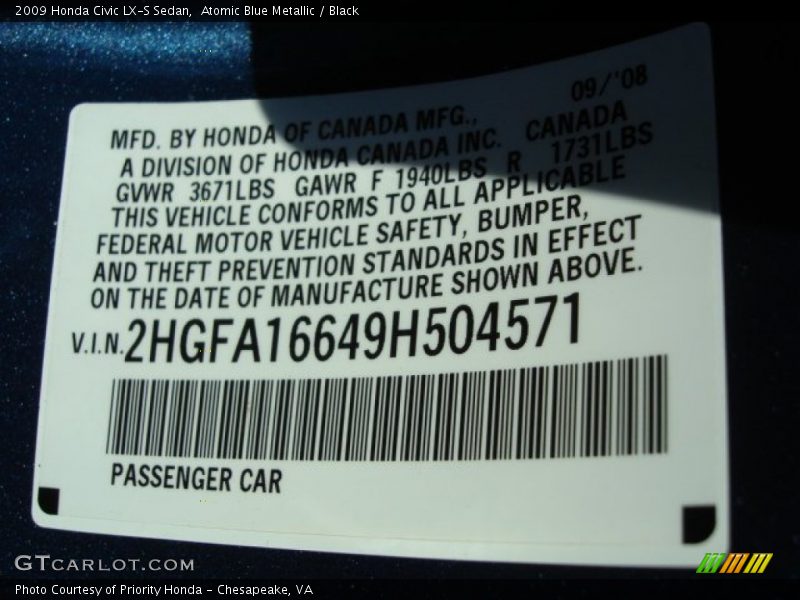 2009 Honda Civic LX-S Sedan,  Atomic Blue Metallic / Black
09/'08
MFD. BY HONDA OF CANADA MFG.,
A DIVISION OF HONDA CANADA INC. CANADA
GVWR 3671LBS GAWR F 1940LBS R 1731LBS
THIS VEHICLE CONFORMS TO ALL APPLICABLE
FEDERAL MOTOR VEHICLE SAFETY, BUMPER,
AND THEFT PREVENTION STANDARDS IN EFFECT
ON THE DATE OF MANUFACTURE SHOWN ABOVE.
V.I.N. 2HGFA16649H504571
PASSENGER CAR
GTCARLOT.COM
Photo Courtesy of Priority Honda - Chesapeake, VA